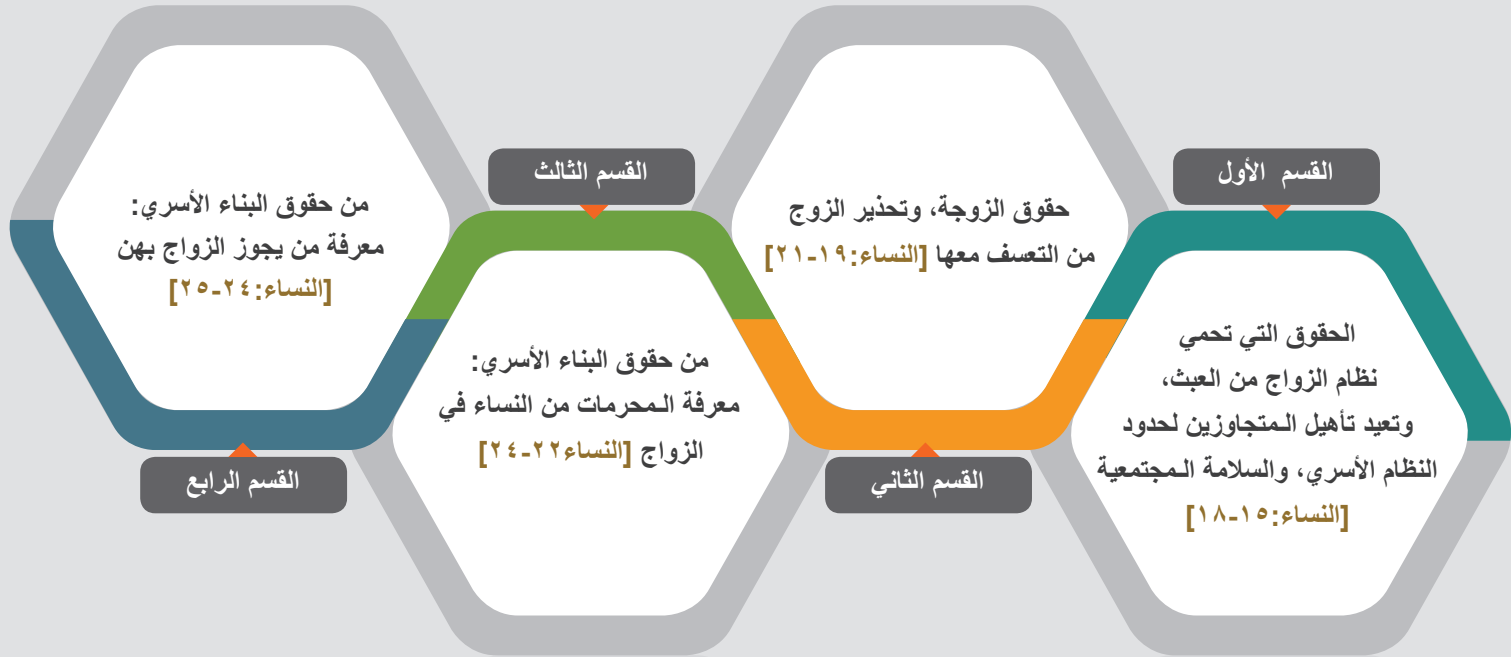 القسم الأول
الحقوق التي تحمي
نظام الزواج من العبث،
وتعيد تأهيل الـمتجاوزين لحدود
النظام الأسري، والسلامة الـمجتمعية
[النساء:١٥-١٨]
حقوق الزوجة، وتحذير الزوج
من التعسف معها [النساء:١٩-٢١]
القسم الثاني
القسم الثالث
من حقوق البناء الأسري:
معرفة الـمحرمات من النساء في
الزواج [النساء٢٢-٢٤]
من حقوق البناء الأسري:
معرفة من يجوز الزواج بهن
[النساء:٢٤-٢٥]
القسم الرابع